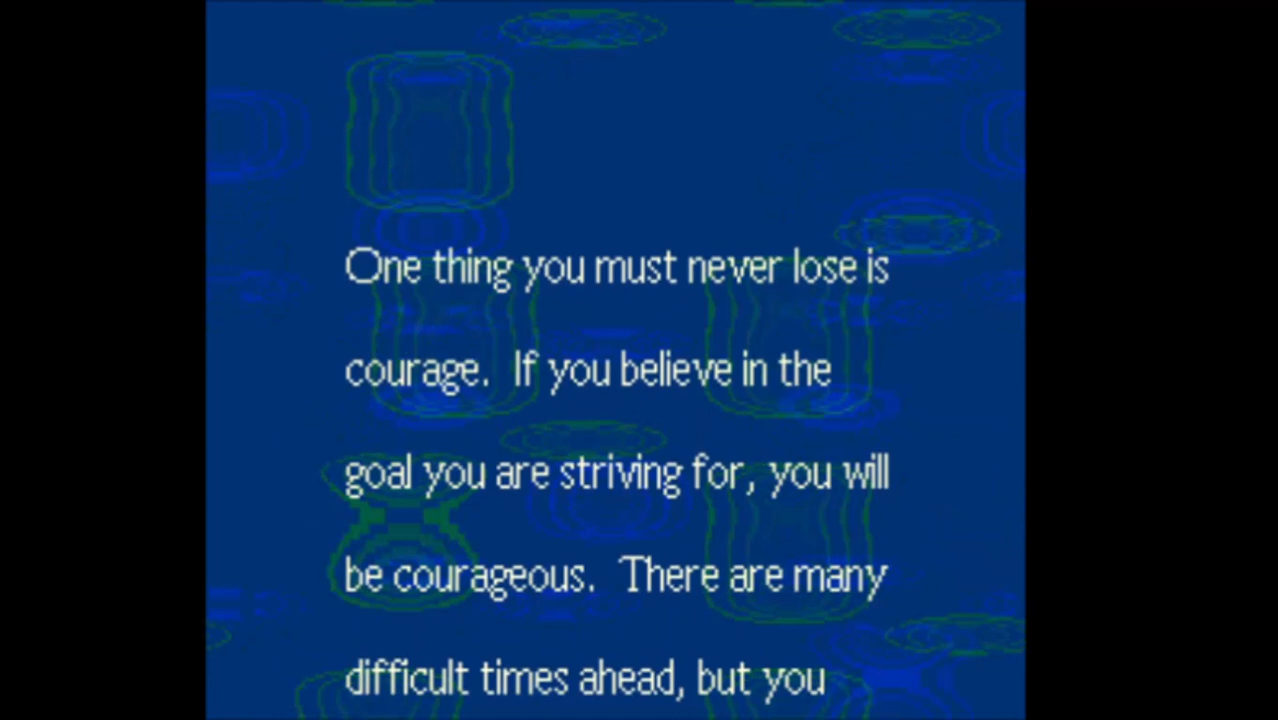 One thing you must never lose is
courage.  If you believe in the
goal you are striving for, you will
be courageous.  There are many
difficult times ahead, but you